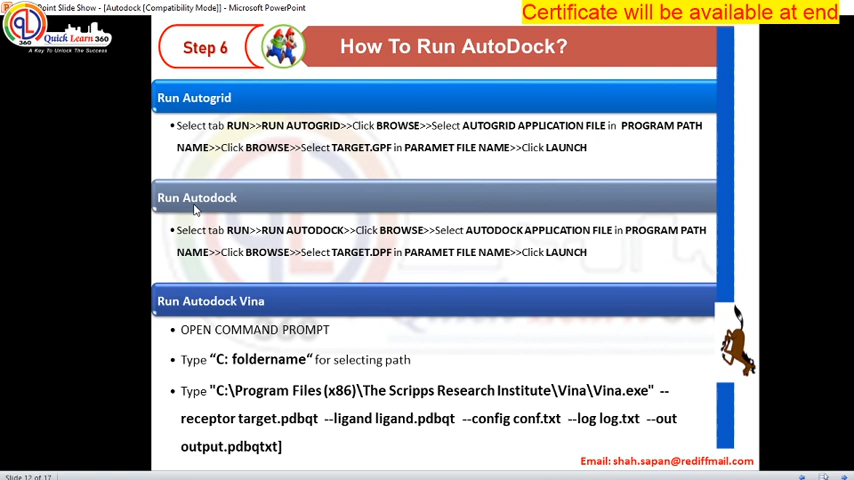 Point Slide Show - [Autodock [Compatibility Mode]] - Microsoft PowerPoint
Certificate will be available at end
QL
360
Quick Learn 360
A Key To Unlock The Success
Step 6
How To Run AutoDock?
Run Autogrid
• Select tab RUN>>RUN AUTOGRID>>Click BROWSE>>Select AUTOGRID APPLICATION FILE in PROGRAM PATH
NAME>>Click BROWSE>>Select TARGET.GPF in PARAMET FILE NAME>>Click LAUNCH
Run Autodock
• Select tab RUN>>RUN AUTODOCK>>Click BROWSE>>Select AUTODOCK APPLICATION FILE in PROGRAM PATH
NAME>>Click BROWSE>>Select TARGET.DPF in PARAMET FILE NAME>>Click LAUNCH
Run Autodock Vina
• OPEN COMMAND PROMPT
• Type “C: foldername“ for selecting path
• Type "C:\Program Files (x86)\The Scripps Research Institute\Vina\Vina.exe" --
receptor target.pdbqt --ligand ligand.pdbqt --config conf.txt --log log.txt --out
output.pdbqtxt]
Email: shah.sapan@rediffmail.com
Slide 12 of 17